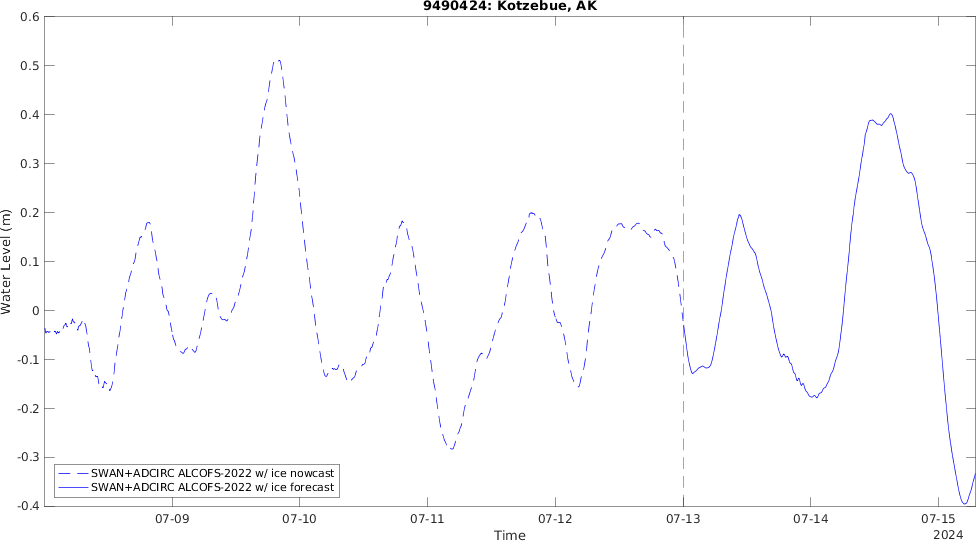 9490424: Kotzebue, AK
0.6
0.5
0.4
0.3
0.2
0.1
0
-0.1
-0.2
-0.3
-0.4
Water Level (m)
SWAN+ADCIRC ALCOFS-2022 w/ ice nowcast
SWAN+ADCIRC ALCOFS-2022 w/ ice forecast
07-09 07-10 07-11 07-12 07-13 07-14 07-15
Time
2024